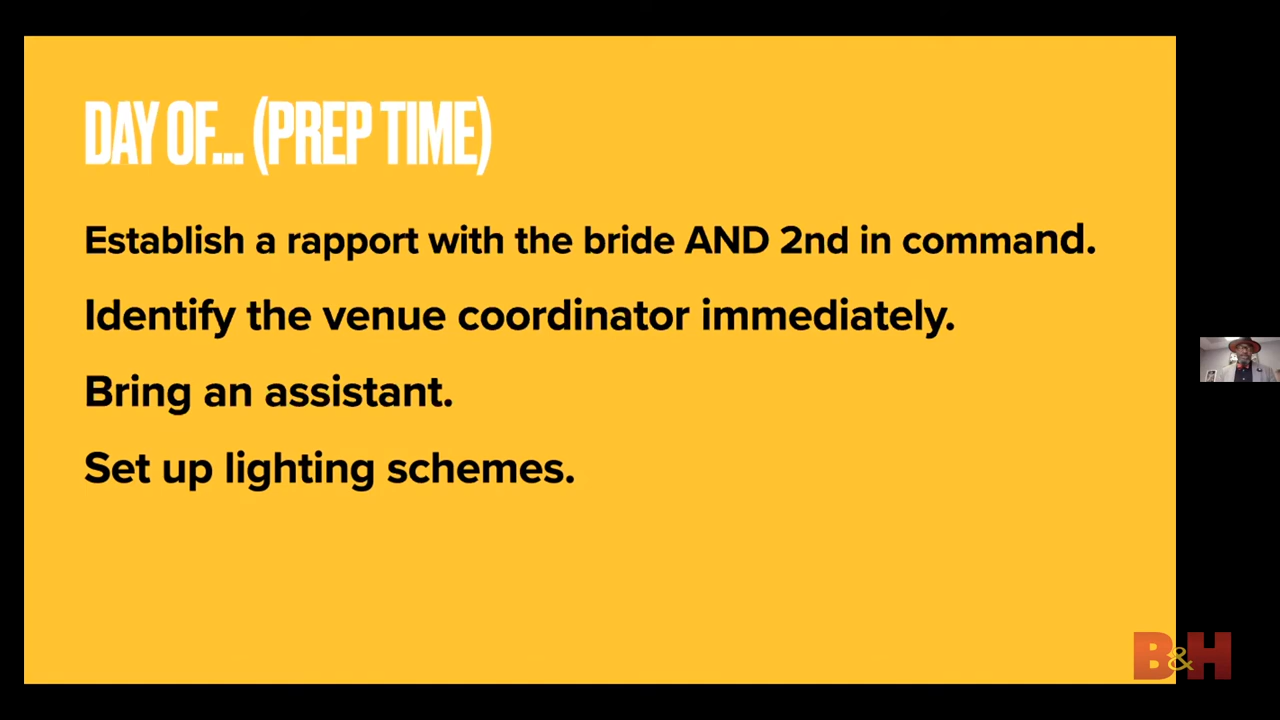 DAY OF... (PREP TIME)
Establish a rapport with the bride AND 2nd in command.
Identify the venue coordinator immediately.
Bring an assistant.
Set up lighting schemes.
B&H